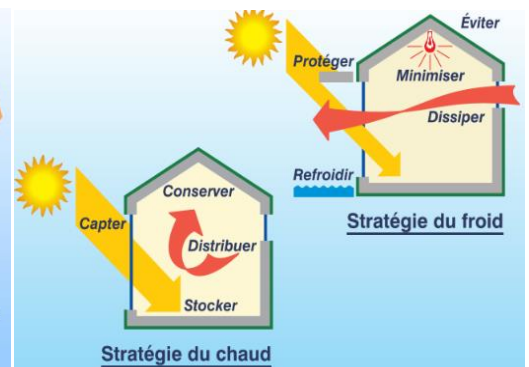 Éviter
Protéger
Minimiser
Dissiper
Refroidir
Stratégie du froid
Conserver
Capter
Distribuer
Stocker
Stratégie du chaud